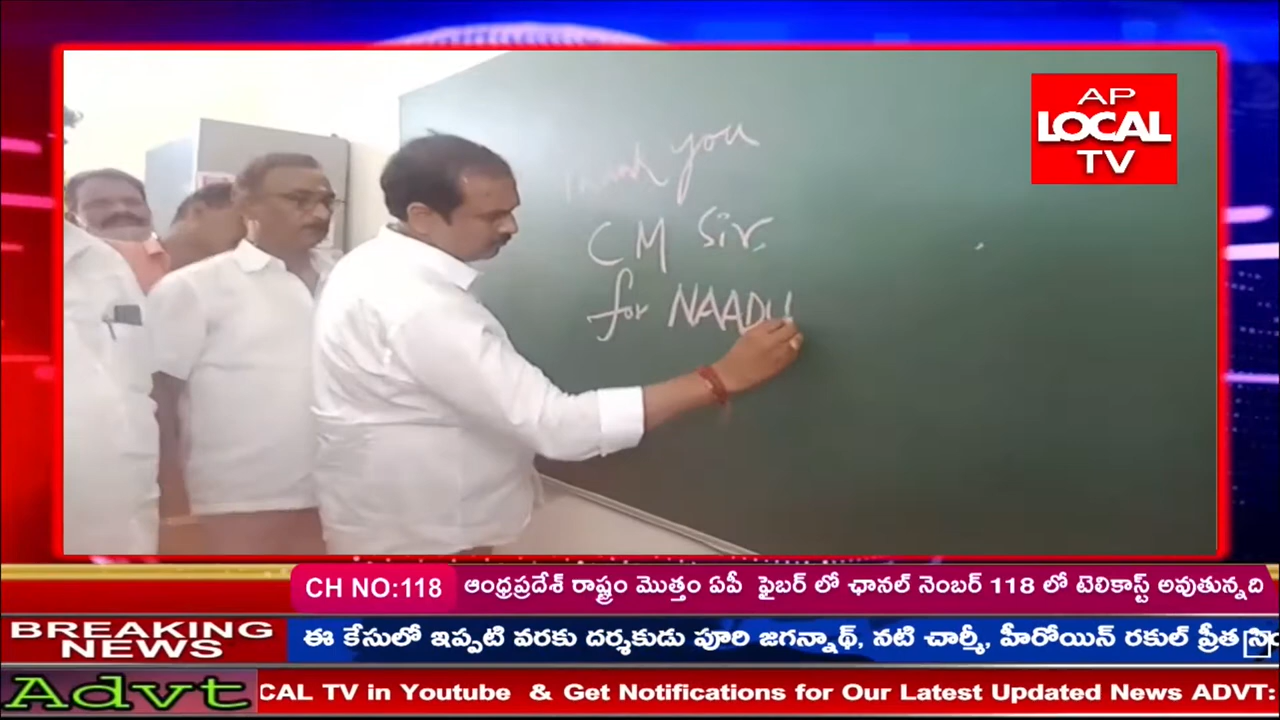 AP
LOCAL
TV
Thank you
CM Sir,
for NAADU
CH NO:118
ఆంధ్రప్రదేశ్ రాష్ట్రం మొత్తం ఏపీ ఫైబర్ లో ఛానల్ నెంబర్ 118 లో టెలికాస్ట్ అవుతున్నది
BREAKING
NEWS
ఈ కేసులో ఇప్పటి వరకు దర్శకుడు పూరి జగన్నాథ్, నటి చార్మీ, హీరోయిన్ రకుల్ ప్రీత
Advt
CAL TV in Youtube & Get Notifications for Our Latest Updated News ADVT: